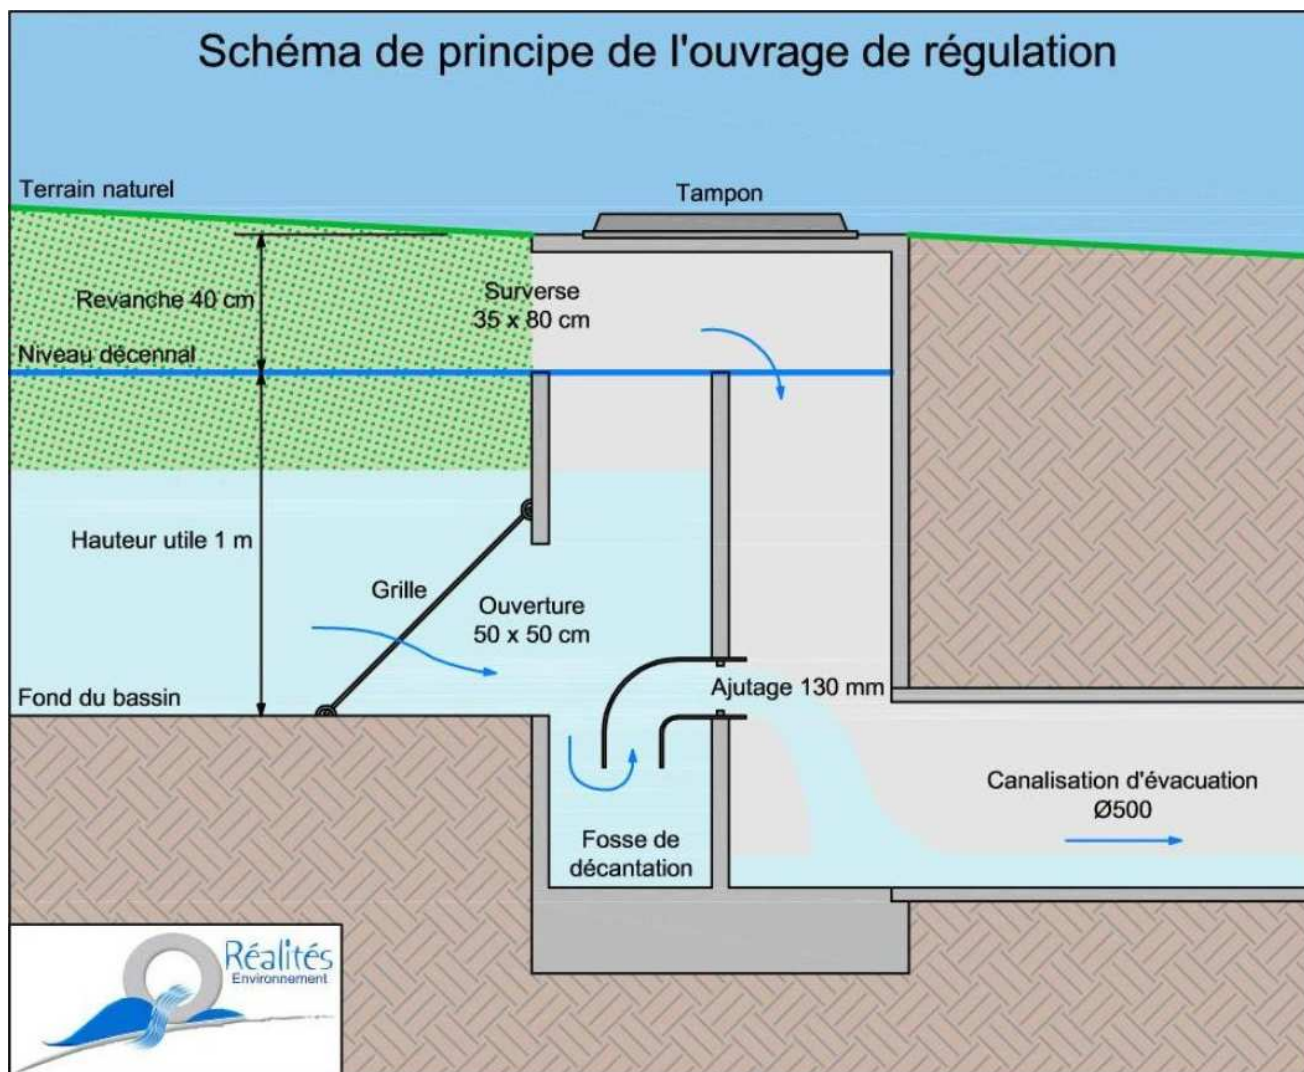 Schéma de principe de l'ouvrage de régulation
Terrain naturel
Tampon
Revanche 40 cm
Surverse
35 x 80 cm
Niveau décennal
Hauteur utile 1 m
Grille
Ouverture
50 x 50 cm
Fond du bassin
Ajutage 130 mm
Canalisation d'évacuation
Ø500
Fosse de
décantation
Réalités
Environnement